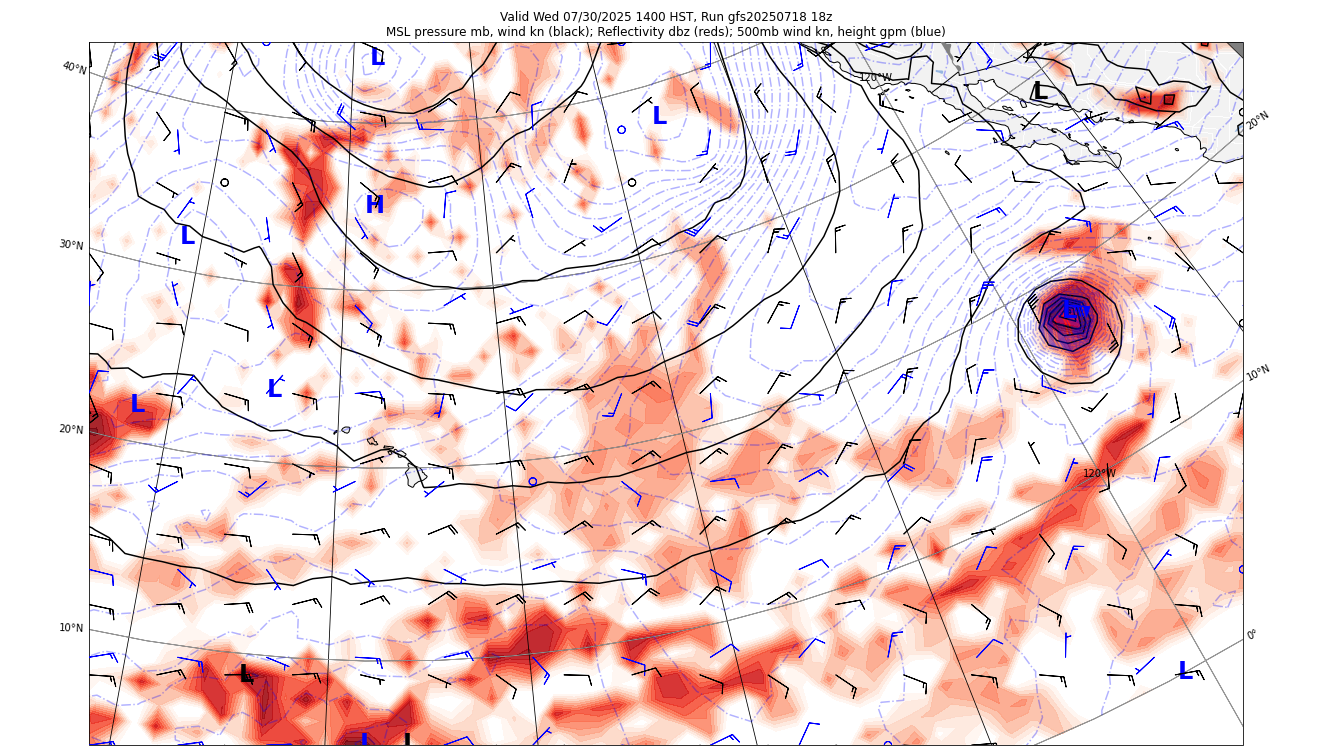 Valid Wed 07/30/2025 1400 HST, Run gfs20250718 18z
MSL pressure mb, wind kn (black); Reflectivity dbz (reds); 500mb wind kn, height gpm (blue)
L
40°N
120°W
L
L
20°N
H
L
30°N
L
10°N
L
L
20°N
120°W
10°N
0°
L
L
L
L